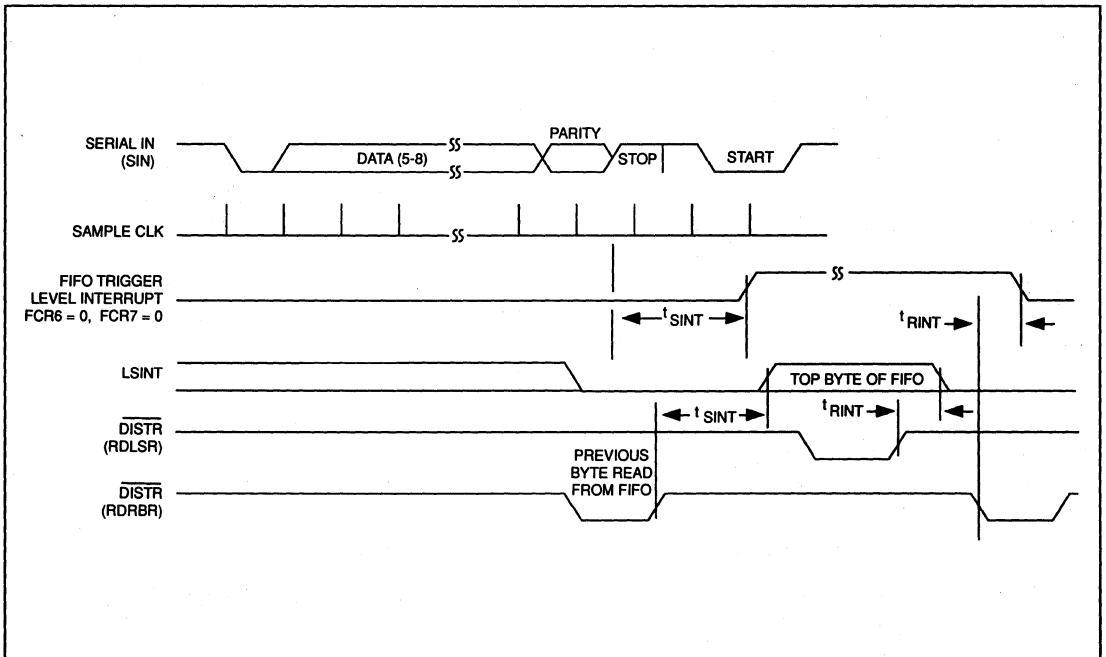 SERIAL IN
(SIN)
DATA (5-8)
PARITY
STOP
START
SAMPLE CLK
FIFO TRIGGER
LEVEL INTERRUPT
FCR6 = 0, FCR7 = 0
t SINT
t RINT
LSINT
TOP BYTE OF FIFO
t SINT
t RINT
DISTR
(RDLSR)
PREVIOUS
BYTE READ
FROM FIFO
DISTR
(RDRBR)